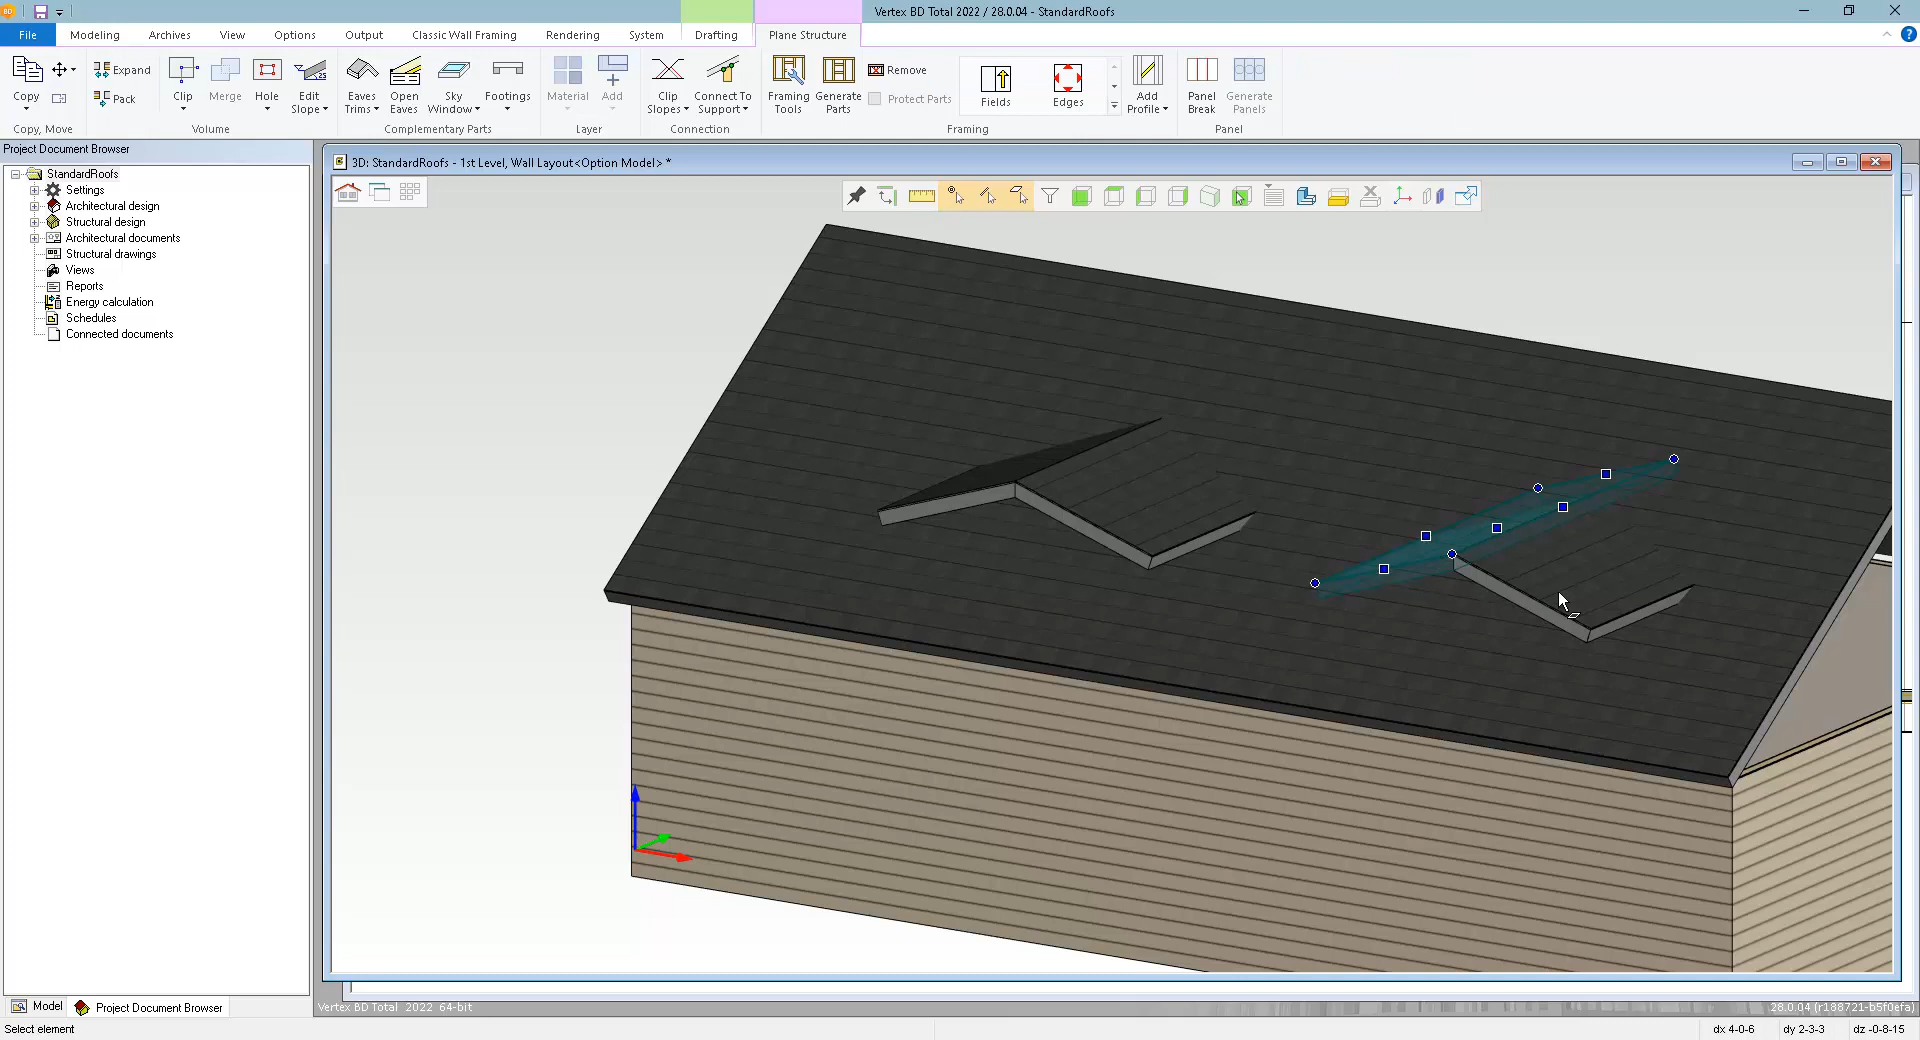 BD
Vertex BD Total 2022 / 28.0.04 - StandardRoofs
File Modeling Archives View Options Output Classic Wall Framing Rendering System Drafting Plane Structure
Copy
Expand
Pack
Clip
Merge
Hole
Edit Slope
Eaves Trims
Open Eaves
Sky Window
Footings
Material
Add
Clip Slopes
Connect To Support
Framing Tools
Generate Parts
Remove
Protect Parts
Fields
Edges
Add Profile
Panel Break
Generate Panels
Copy, Move Volume Complementary Parts Layer Connection Framing Panel
Project Document Browser
StandardRoofs
Settings
Architectural design
Structural design
Architectural documents
Structural drawings
Views
Reports
Energy calculation
Schedules
Connected documents
3D: StandardRoofs - 1st Level, Wall Layout<Option Model> *
Model Project Document Browser
Vertex BD Total 2022 64-bit
28.0.04 (r188721-b5f0efa)
Select element
dx 4-0-6 dy 2-3-3 dz -0-8-15